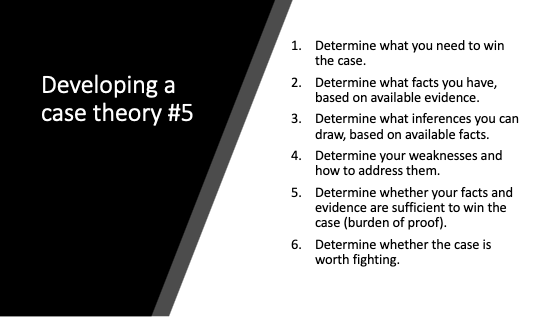 Developing a
case theory #5
1. Determine what you need to win
the case.
2. Determine what facts you have,
based on available evidence.
3. Determine what inferences you can
draw, based on available facts.
4. Determine your weaknesses and
how to address them.
5. Determine whether your facts and
evidence are sufficient to win the
case (burden of proof).
6. Determine whether the case is
worth fighting.